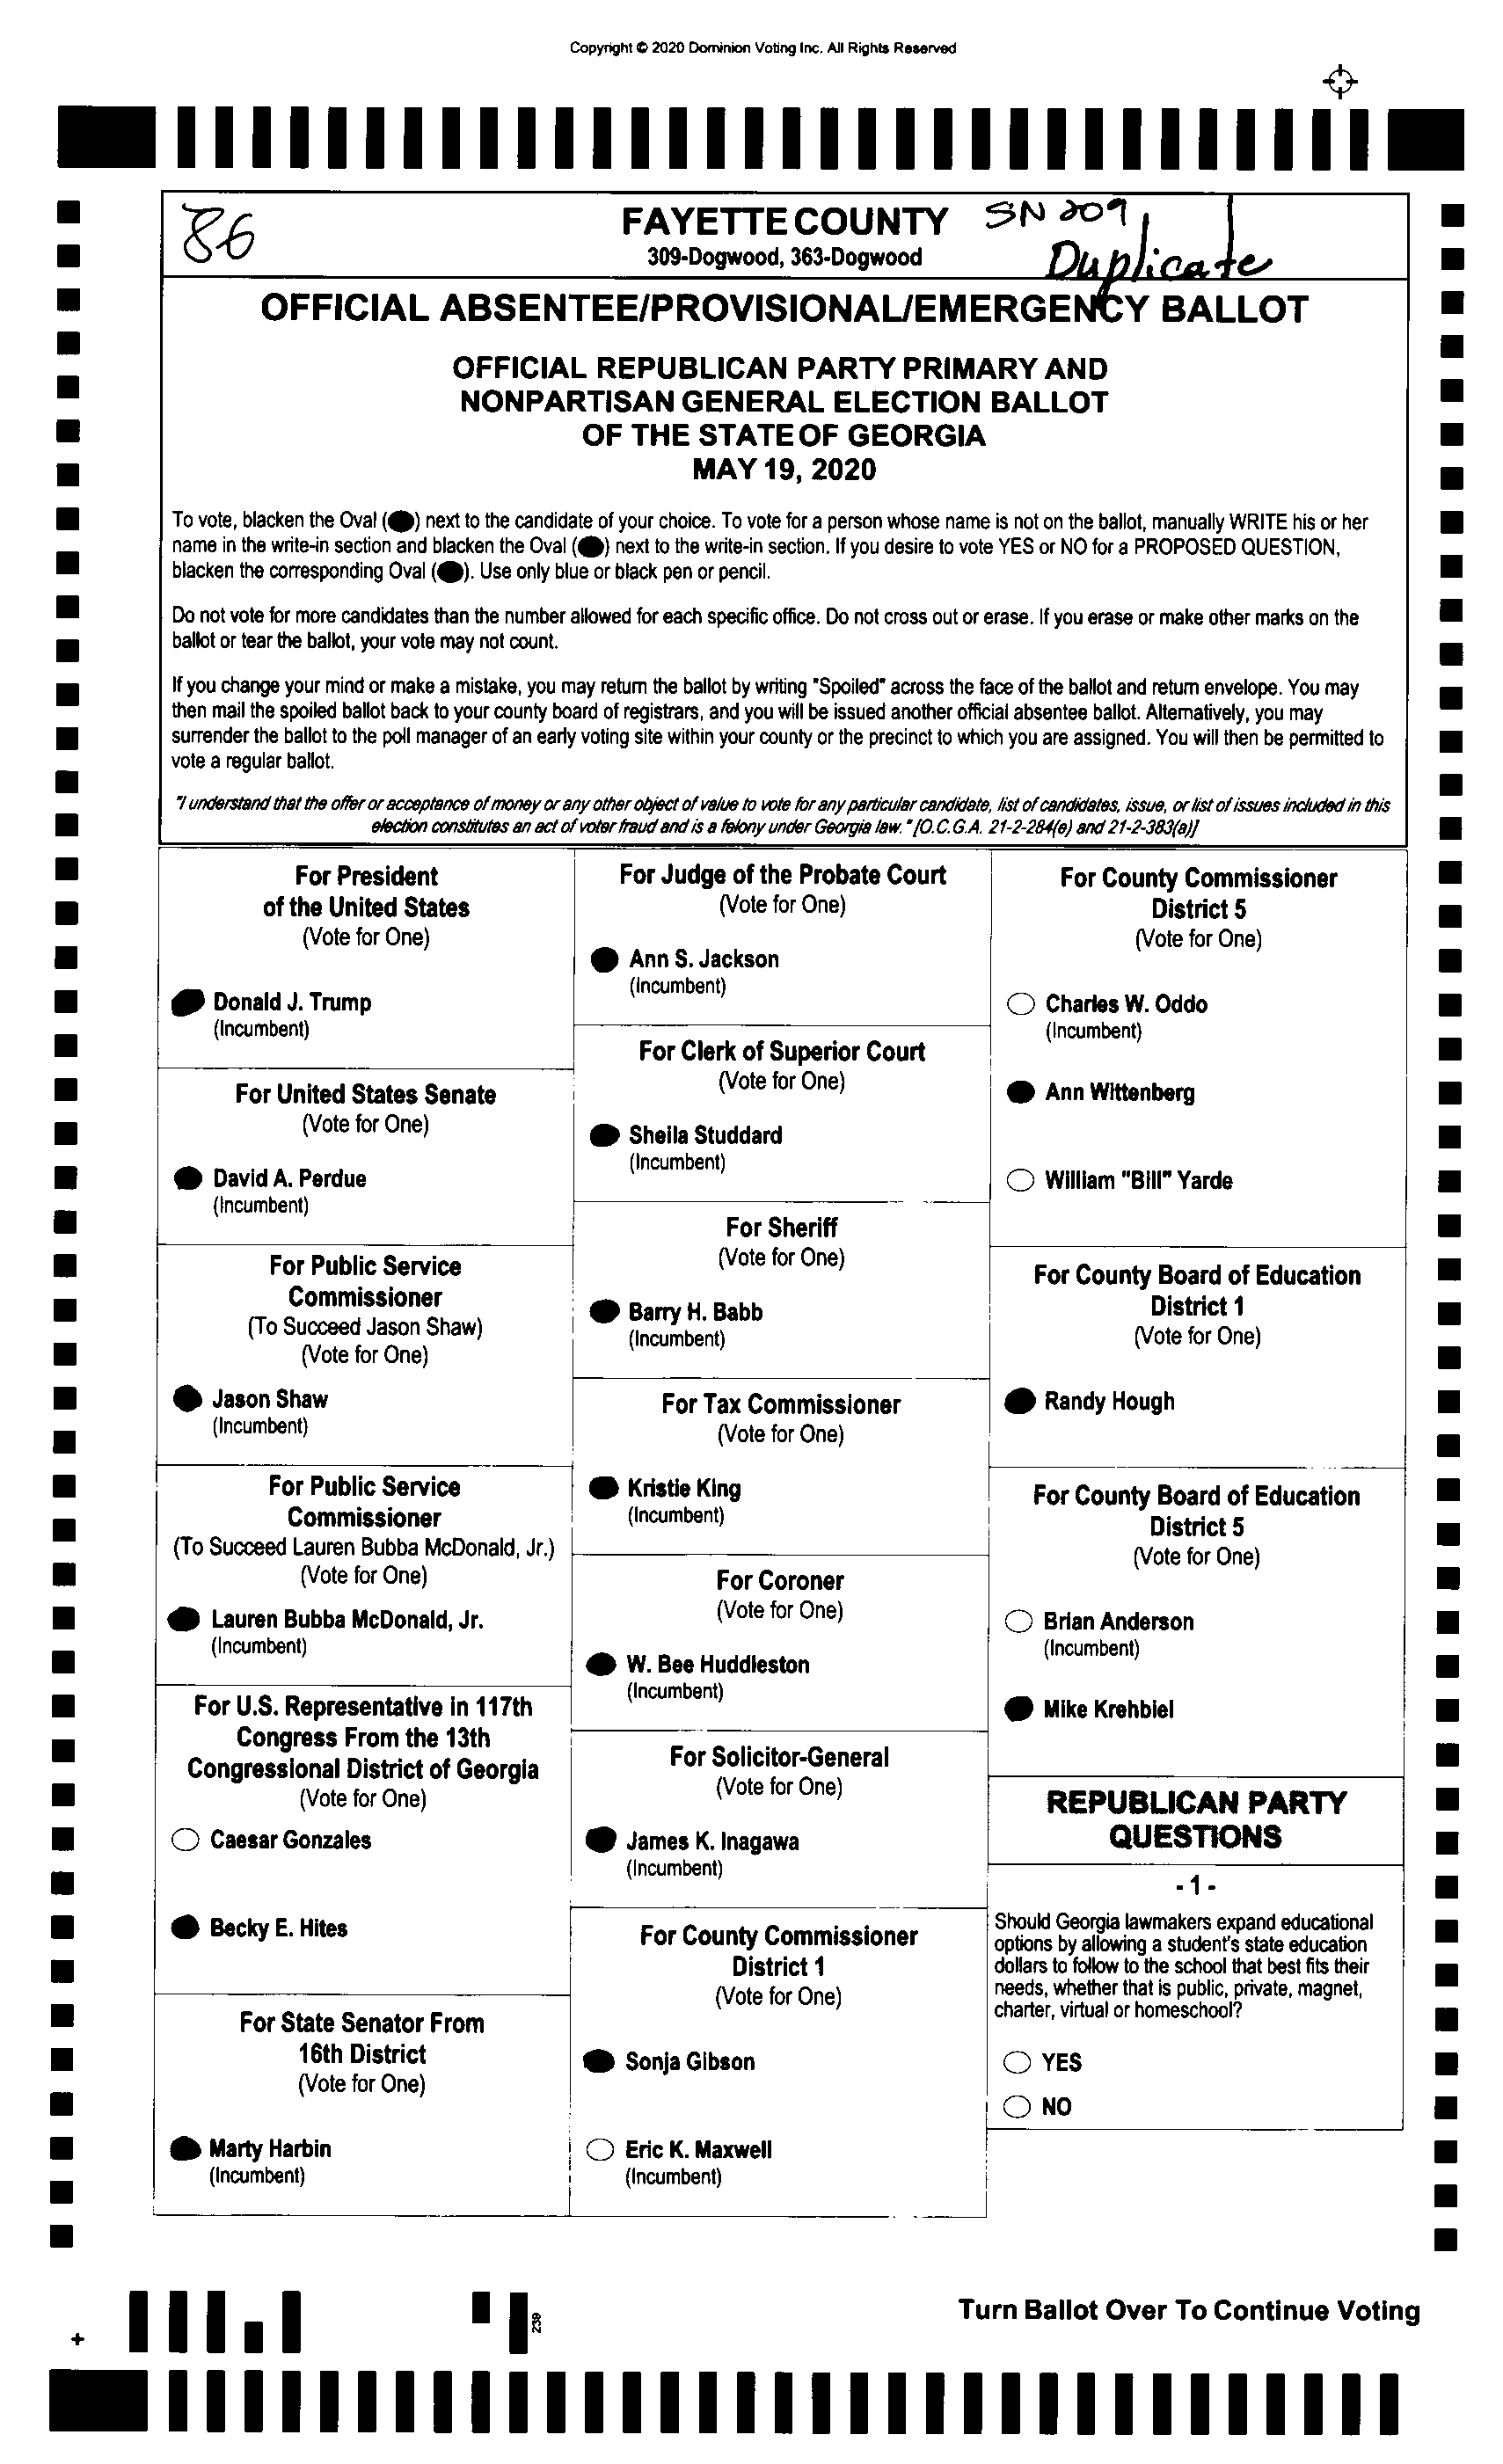 Copyright © 2020 Dominion Voting Inc. All Rights Reserved
86
FAYETTE COUNTY
SN 209
309-Dogwood, 363-Dogwood
Duplicate
OFFICIAL ABSENTEE/PROVISIONAL/EMERGENCY BALLOT
OFFICIAL REPUBLICAN PARTY PRIMARY AND
NONPARTISAN GENERAL ELECTION BALLOT
OF THE STATE OF GEORGIA
MAY 19, 2020
To vote, blacken the Oval () next to the candidate of your choice. To vote for a person whose name is not on the ballot, manually WRITE his or her
name in the write-in section and blacken the Oval () next to the write-in section. If you desire to vote YES or NO for a PROPOSED QUESTION,
blacken the corresponding Oval (). Use only blue or black pen or pencil.
Do not vote for more candidates than the number allowed for each specific office. Do not cross out or erase. If you erase or make other marks on the
ballot or tear the ballot, your vote may not count.
If you change your mind or make a mistake, you may return the ballot by writing "Spoiled" across the face of the ballot and return envelope. You may
then mail the spoiled ballot back to your county board of registrars, and you will be issued another official absentee ballot. Alternatively, you may
surrender the ballot to the poll manager of an early voting site within your county or the precinct to which you are assigned. You will then be permitted to
vote a regular ballot.
"I understand that the offer or acceptance of money or any other object of value to vote for any particular candidate, list of candidates, issue, or list of issues included in this
election constitutes an act of voter fraud and is a felony under Georgia law." [O.C.G.A. 21-2-284(e) and 21-2-383(a)]
For President
of the United States
(Vote for One)
Donald J. Trump
(Incumbent)
For United States Senate
(Vote for One)
David A. Perdue
(Incumbent)
For Public Service
Commissioner
(To Succeed Jason Shaw)
(Vote for One)
Jason Shaw
(Incumbent)
For Public Service
Commissioner
(To Succeed Lauren Bubba McDonald, Jr.)
(Vote for One)
Lauren Bubba McDonald, Jr.
(Incumbent)
For U.S. Representative in 117th
Congress From the 13th
Congressional District of Georgia
(Vote for One)
Caesar Gonzales
Becky E. Hites
For State Senator From
16th District
(Vote for One)
Marty Harbin
(Incumbent)
For Judge of the Probate Court
(Vote for One)
Ann S. Jackson
(Incumbent)
For Clerk of Superior Court
(Vote for One)
Sheila Studdard
(Incumbent)
For Sheriff
(Vote for One)
Barry H. Babb
(Incumbent)
For Tax Commissioner
(Vote for One)
Kristie King
(Incumbent)
For Coroner
(Vote for One)
W. Bee Huddleston
(Incumbent)
For Solicitor-General
(Vote for One)
James K. Inagawa
(Incumbent)
For County Commissioner
District 1
(Vote for One)
Sonja Gibson
Eric K. Maxwell
(Incumbent)
For County Commissioner
District 5
(Vote for One)
Charles W. Oddo
(Incumbent)
Ann Wittenberg
William "Bill" Yarde
For County Board of Education
District 1
(Vote for One)
Randy Hough
For County Board of Education
District 5
(Vote for One)
Brian Anderson
(Incumbent)
Mike Krehbiel
REPUBLICAN PARTY
QUESTIONS
- 1 -
Should Georgia lawmakers expand educational
options by allowing a student's state education
dollars to follow to the school that best fits their
needs, whether that is public, private, magnet,
charter, virtual or homeschool?
YES
NO
239
Turn Ballot Over To Continue Voting